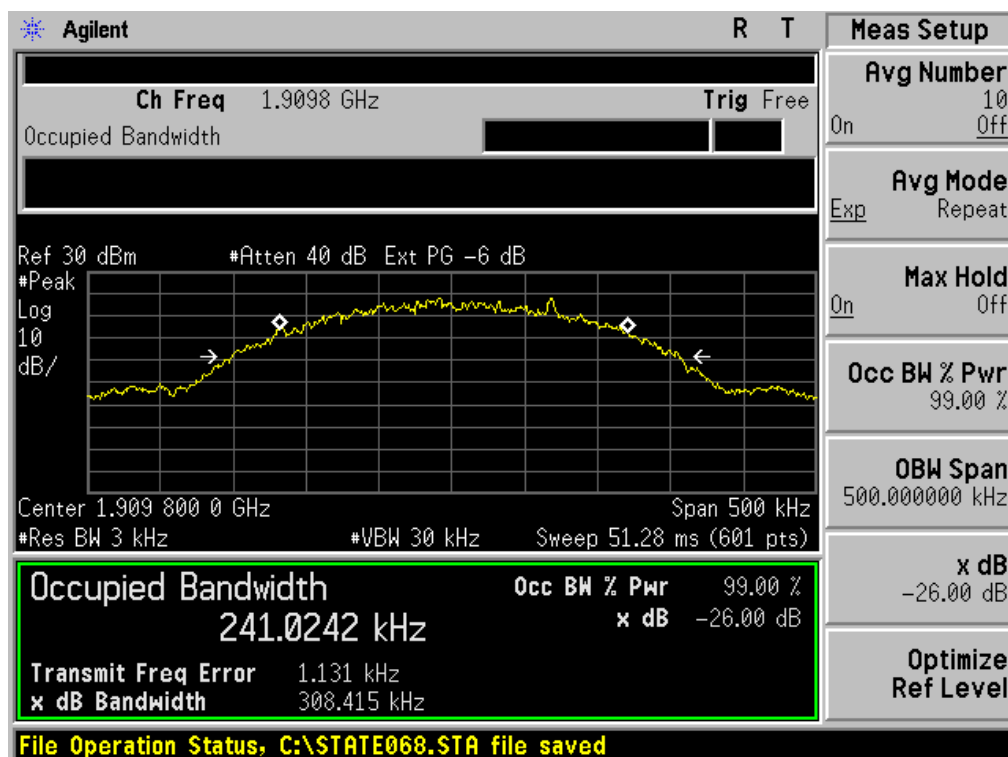 Agilent R T
Ch Freq 1.9098 GHz Trig Free
Occupied Bandwidth
Ref 30 dBm #Atten 40 dB Ext PG -6 dB
#Peak
Log
10
dB/
Center 1.909 800 0 GHz Span 500 kHz
#Res BW 3 kHz #VBW 30 kHz Sweep 51.28 ms (601 pts)
Occupied Bandwidth Occ BW % Pwr 99.00 %
241.0242 kHz x dB -26.00 dB
Transmit Freq Error 1.131 kHz
x dB Bandwidth 308.415 kHz
File Operation Status, C:\STATE068.STA file saved
Meas Setup
Avg Number
10
On Off
Avg Mode
Exp Repeat
Max Hold
On Off
Occ BW % Pwr
99.00 %
OBW Span
500.000000 kHz
x dB
-26.00 dB
Optimize
Ref Level